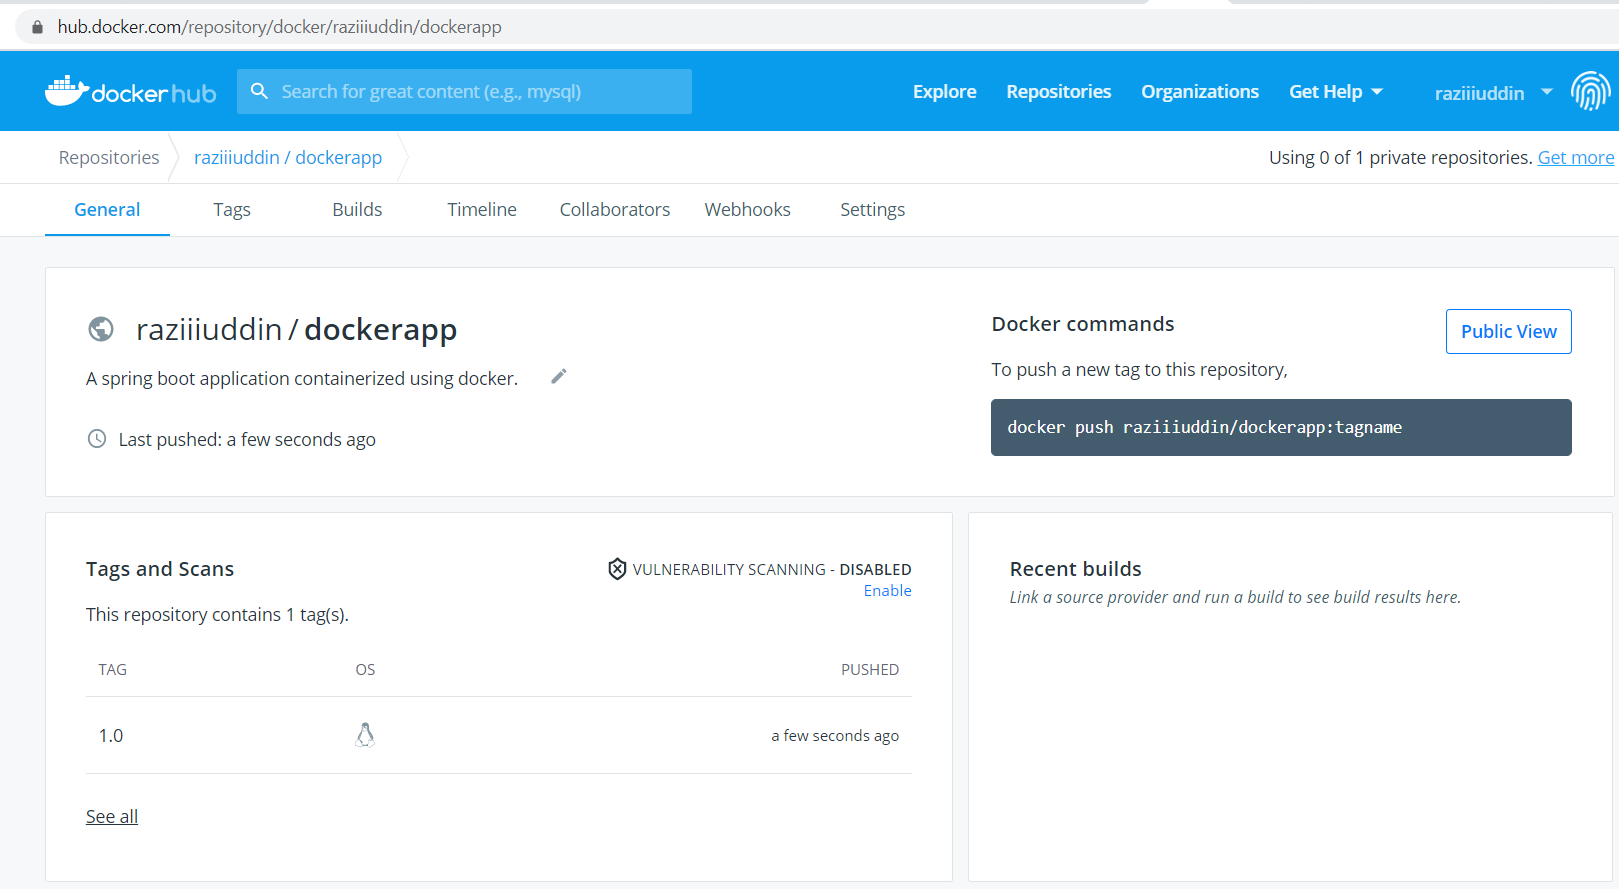 hub.docker.com/repository/docker/raziiiuddin/dockerapp
docker hub
Search for great content (e.g., mysql)
Explore
Repositories
Organizations
Get Help
raziiiuddin
Repositories
raziiiuddin / dockerapp
Using 0 of 1 private repositories. Get more
General
Tags
Builds
Timeline
Collaborators
Webhooks
Settings
raziiiuddin / dockerapp
A spring boot application containerized using docker.
Last pushed: a few seconds ago
Docker commands
Public View
To push a new tag to this repository,
docker push raziiiuddin/dockerapp:tagname
Tags and Scans
VULNERABILITY SCANNING - DISABLED
Enable
This repository contains 1 tag(s).
TAG
OS
PUSHED
1.0
a few seconds ago
See all
Recent builds
Link a source provider and run a build to see build results here.